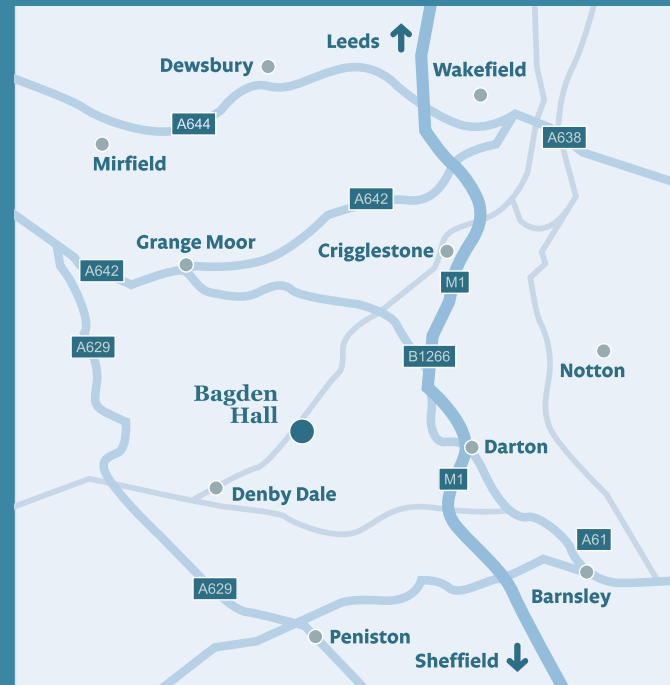 Leeds
Dewsbury
Wakefield
A644
A638
Mirfield
A642
Grange Moor
Crigglestone
A642
M1
A629
B1266
Notton
Bagden
Hall
Darton
M1
Denby Dale
A61
A629
Barnsley
Peniston
Sheffield